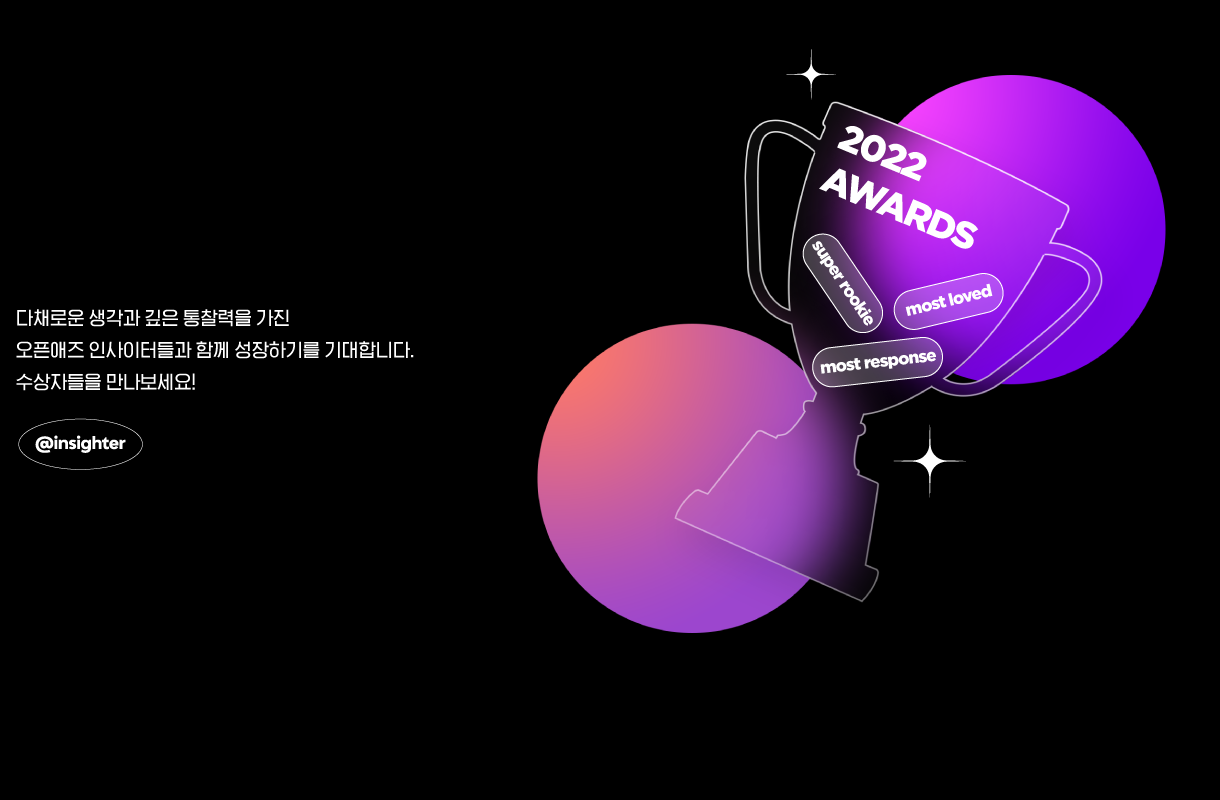 다채로운 생각과 깊은 통찰력을 가진
오픈애즈 인사이터들과 함께 성장하기를 기대합니다.
수상자들을 만나보세요!
@insighter
2022
AWARDS
super rookie
most loved
most response